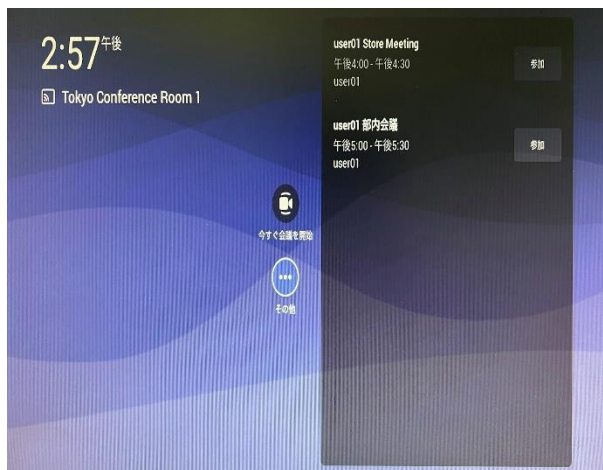 2:57午後
Tokyo Conference Room 1
今すぐ会議を開始
その他
user01 Store Meeting
午後4:00 - 午後4:30
user01
参加
user01 部内会議
午後5:00 - 午後5:30
user01
参加